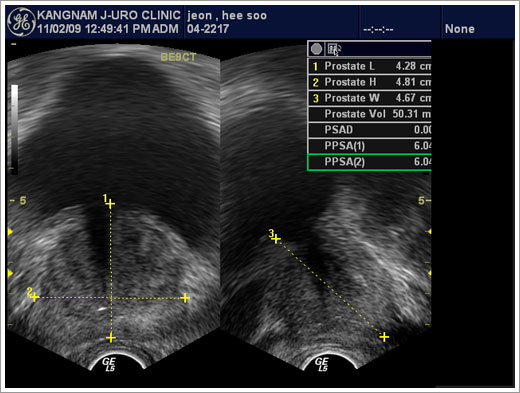 KANGNAM J-URO CLINIC
jeon , hee soo
11/02/09 12:49:41 PM ADM
04-2217
--:--:--
None
BE9CT
1 Prostate L 4.28 cm
2 Prostate H 4.81 cm
3 Prostate W 4.67 cm
Prostate Vol 50.31 m
PSAD 0.00
PPSA(1) 6.04
PPSA(2) 6.04
1
5
2
3
5
GE
L5
GE
L5